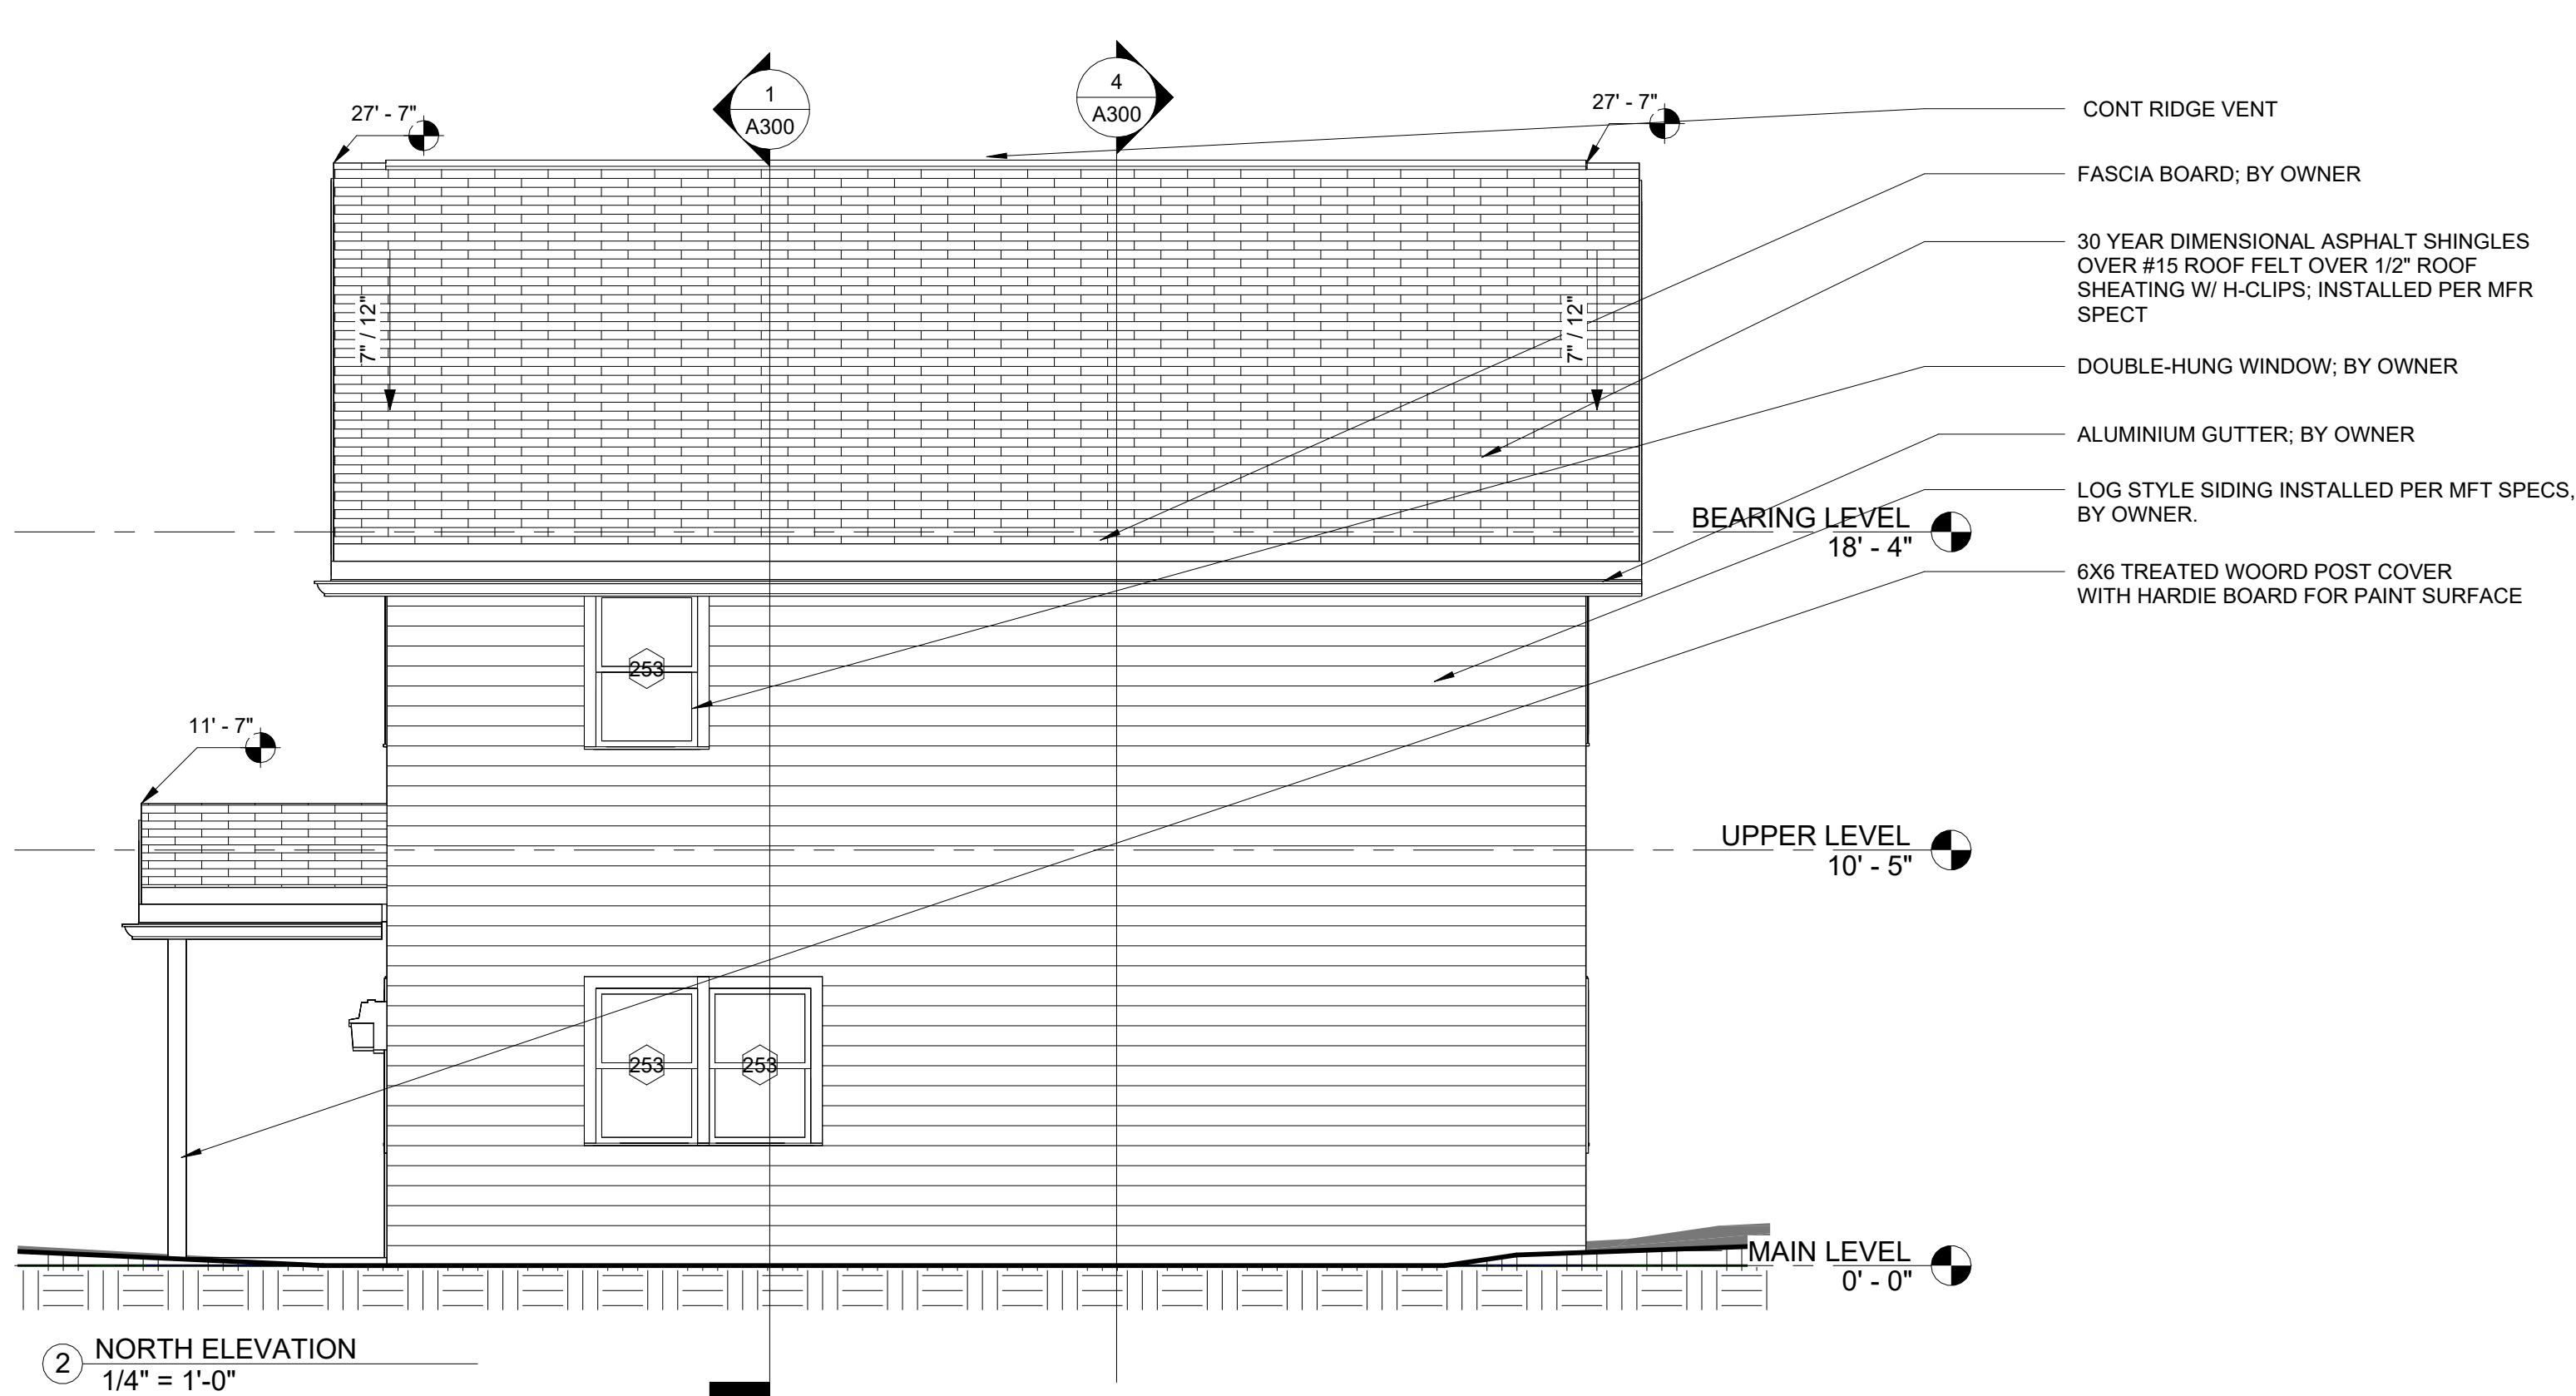 1
A300
4
A300
27' - 7"
27' - 7"
CONT RIDGE VENT
FASCIA BOARD; BY OWNER
30 YEAR DIMENSIONAL ASPHALT SHINGLES
OVER #15 ROOF FELT OVER 1/2" ROOF
SHEATING W/ H-CLIPS; INSTALLED PER MFR
SPECT
7" / 12"
7" / 12"
DOUBLE-HUNG WINDOW; BY OWNER
ALUMINIUM GUTTER; BY OWNER
LOG STYLE SIDING INSTALLED PER MFT SPECS,
BY OWNER.
BEARING LEVEL
18' - 4"
6X6 TREATED WOORD POST COVER
WITH HARDIE BOARD FOR PAINT SURFACE
253
11' - 7"
UPPER LEVEL
10' - 5"
253
253
MAIN LEVEL
0' - 0"
2
NORTH ELEVATION
1/4" = 1'-0"